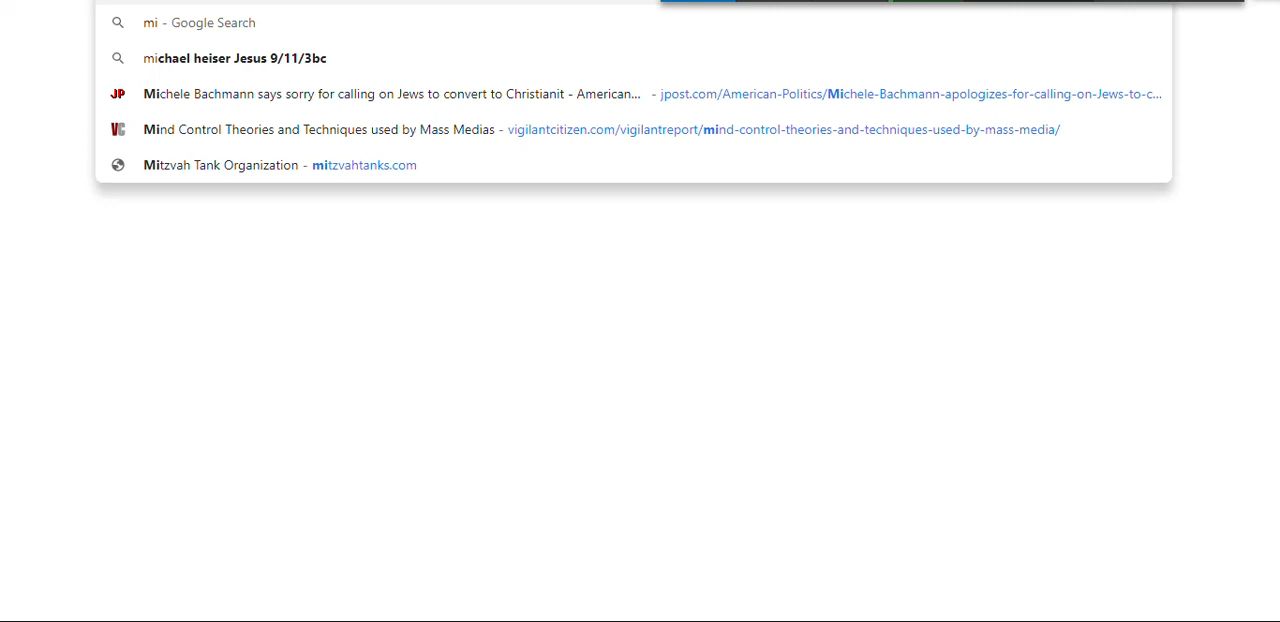 mi - Google Search
michael heiser Jesus 9/11/3bc
JP Michele Bachmann says sorry for calling on Jews to convert to Christianit - American... - jpost.com/American-Politics/Michele-Bachmann-apologizes-for-calling-on-Jews-to-c...
VC Mind Control Theories and Techniques used by Mass Medias - vigilantcitizen.com/vigilantreport/mind-control-theories-and-techniques-used-by-mass-media/
Mitzvah Tank Organization - mitzvahtanks.com